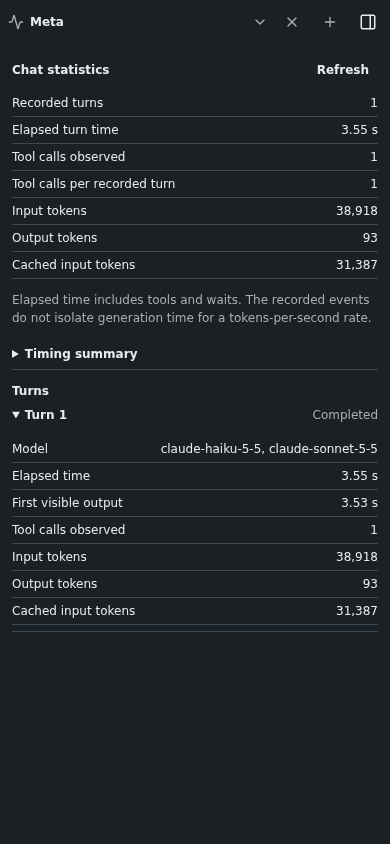 Meta
Chat statistics Refresh
Recorded turns 1
Elapsed turn time 3.55 s
Tool calls observed 1
Tool calls per recorded turn 1
Input tokens 38,918
Output tokens 93
Cached input tokens 31,387
Elapsed time includes tools and waits. The recorded events
do not isolate generation time for a tokens-per-second rate.
Timing summary
Turns
Turn 1 Completed
Model claude-haiku-5-5, claude-sonnet-5-5
Elapsed time 3.55 s
First visible output 3.53 s
Tool calls observed 1
Input tokens 38,918
Output tokens 93
Cached input tokens 31,387